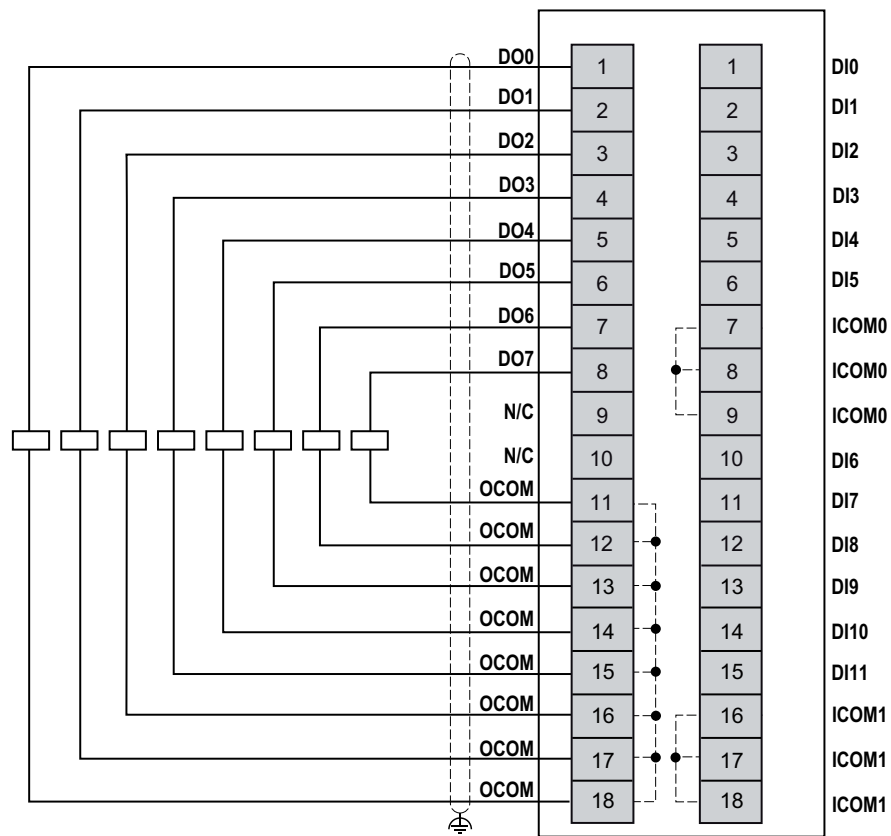 DO0 1 1 DI0
DO1 2 2 DI1
DO2 3 3 DI2
DO3 4 4 DI3
DO4 5 5 DI4
DO5 6 6 DI5
DO6 7 7 ICOM0
DO7 8 8 ICOM0
N/C 9 9 ICOM0
N/C 10 10 DI6
OCOM 11 11 DI7
OCOM 12 12 DI8
OCOM 13 13 DI9
OCOM 14 14 DI10
OCOM 15 15 DI11
OCOM 16 16 ICOM1
OCOM 17 17 ICOM1
OCOM 18 18 ICOM1